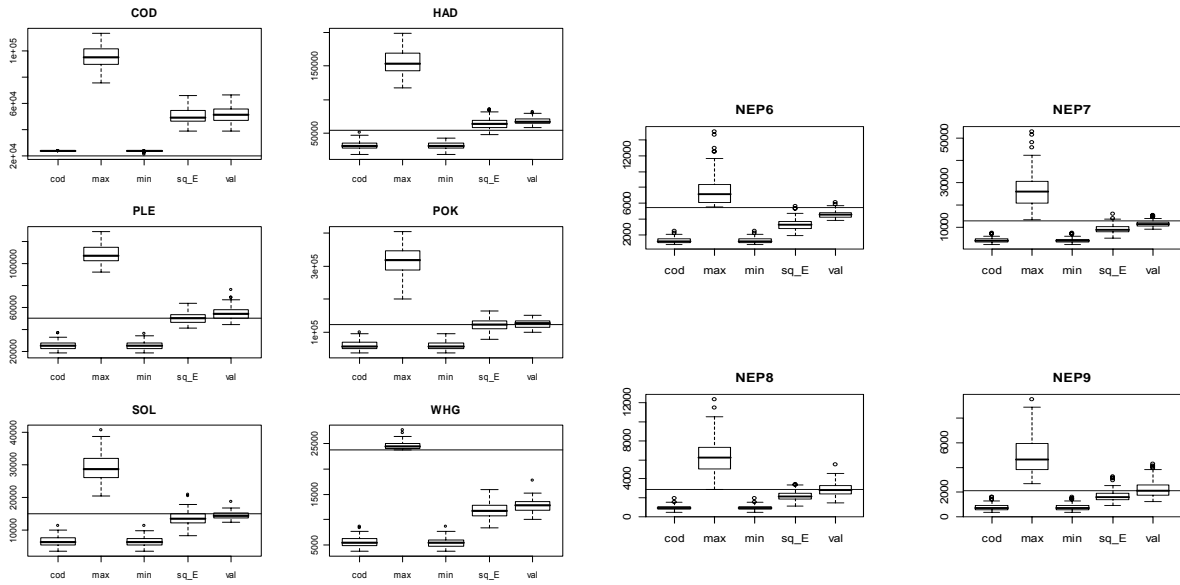 COD
2e+04 6e+04 1e+05
cod max min sq_E val
HAD
50000 150000
cod max min sq_E val
PLE
20000 60000 100000
cod max min sq_E val
POK
1e+05 3e+05
cod max min sq_E val
SOL
10000 20000 30000 40000
cod max min sq_E val
WHG
5000 15000 25000
cod max min sq_E val
NEP6
2000 6000 10000 14000
cod max min sq_E val
NEP7
10000 30000 50000
cod max min sq_E val
NEP8
0 4000 8000 12000
cod max min sq_E val
NEP9
0 2000 6000
cod max min sq_E val